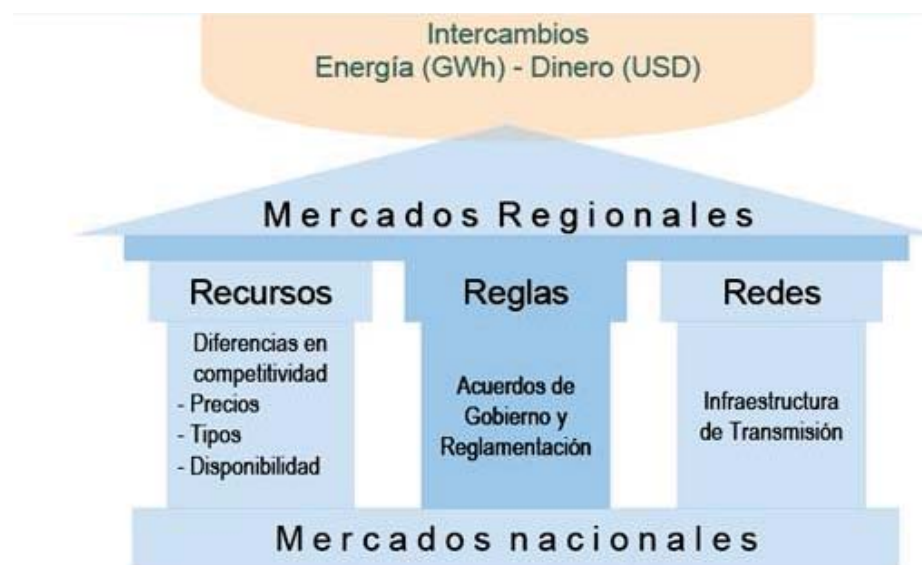 Intercambios
Energía (GWh) - Dinero (USD)
Mercados Regionales
Recursos
Diferencias en
competitividad
- Precios
- Tipos
- Disponibilidad
Reglas
Acuerdos de
Gobierno y
Reglamentación
Redes
Infraestructura
de Transmisión
Mercados nacionales